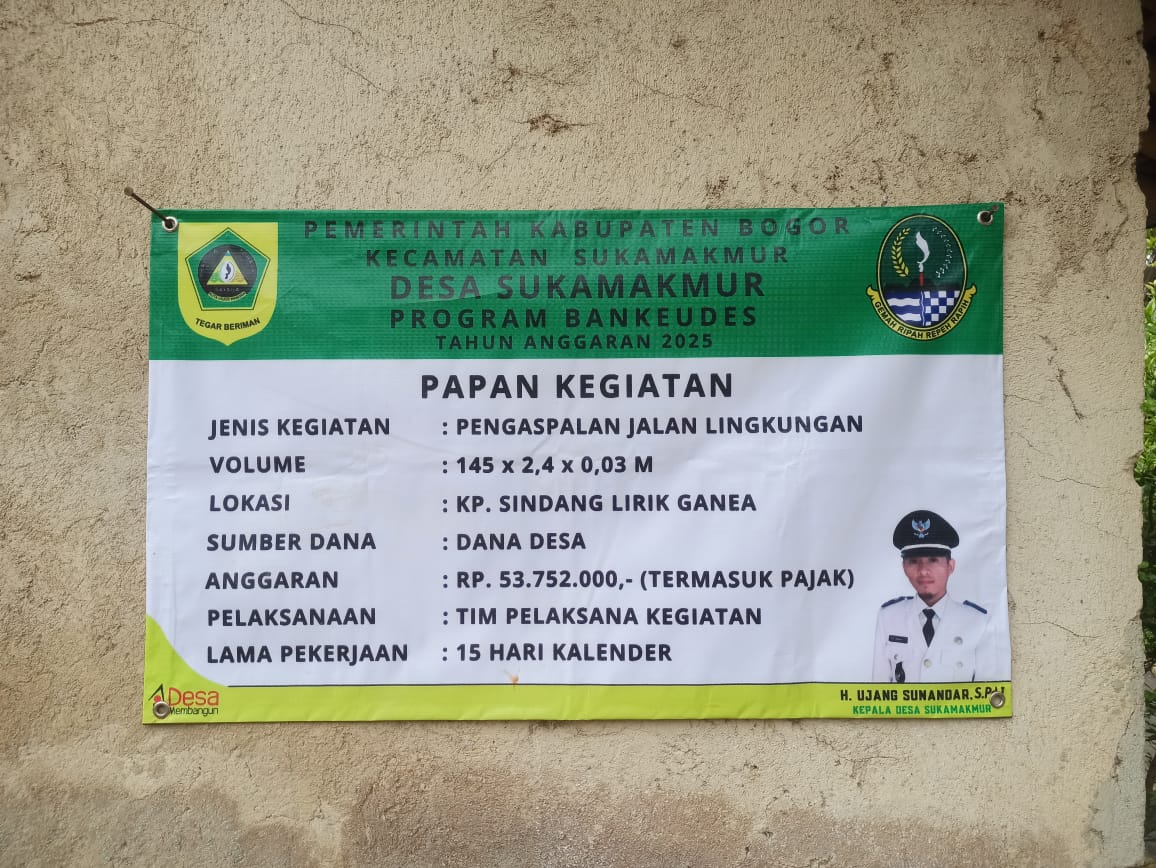 PEMERINTAH KABUPATEN BOGOR
KECAMATAN SUKAMAKMUR
DESA SUKAMAKMUR
PROGRAM BANKEUDES
TAHUN ANGGARAN 2025
TEGAR BERIMAN
GEMAH RIPAH REPEH RAPIH
PAPAN KEGIATAN
JENIS KEGIATAN : PENGASPALAN JALAN LINGKUNGAN
VOLUME : 145 x 2,4 x 0,03 M
LOKASI : KP. SINDANG LIRIK GANEA
SUMBER DANA : DANA DESA
ANGGARAN : RP. 53.752.000,- (TERMASUK PAJAK)
PELAKSANAAN : TIM PELAKSANA KEGIATAN
LAMA PEKERJAAN : 15 HARI KALENDER
Desa
Membangun
H. UJANG SUNANDAR,
KEPALA DESA SUKAMAKMUR